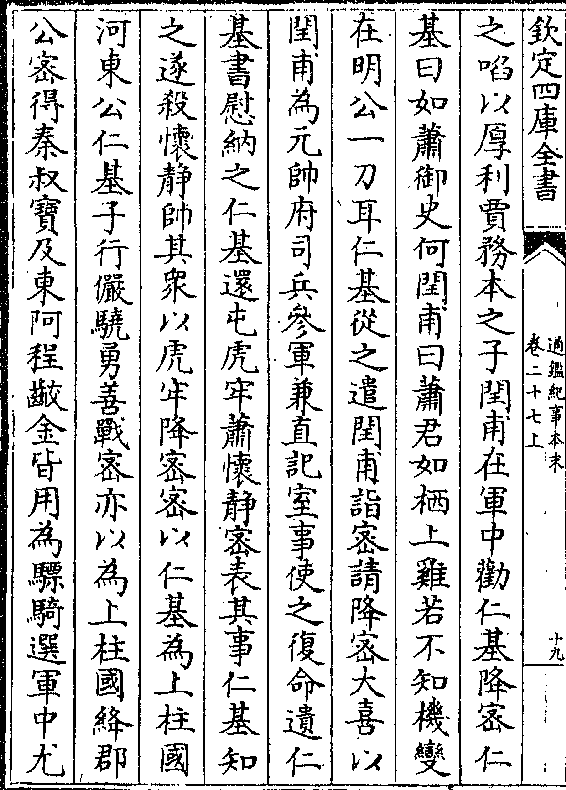 欽定四庫全書
通鑑紀事本末
卷二十七上
十九
之啗以厚利賈務本之子閏甫在軍中勸仁基降密仁
基曰如蕭御史何閏甫曰蕭君如栖上雞若不知機變
在明公一刀耳仁基從之遣閏甫詣密請降密大喜以
閏甫為元帥府司兵參軍兼直記室事使之復命遺仁
基書慰納之仁基還屯虎牢蕭懷静密表其事仁基知
之遂殺懷静帥其衆以虎牢降密密以仁基為上柱國
河東公仁基子行儼驍勇善戰密亦以為上柱國絳郡
公密得秦叔寶及東阿程齩金皆用為驃騎選軍中尤